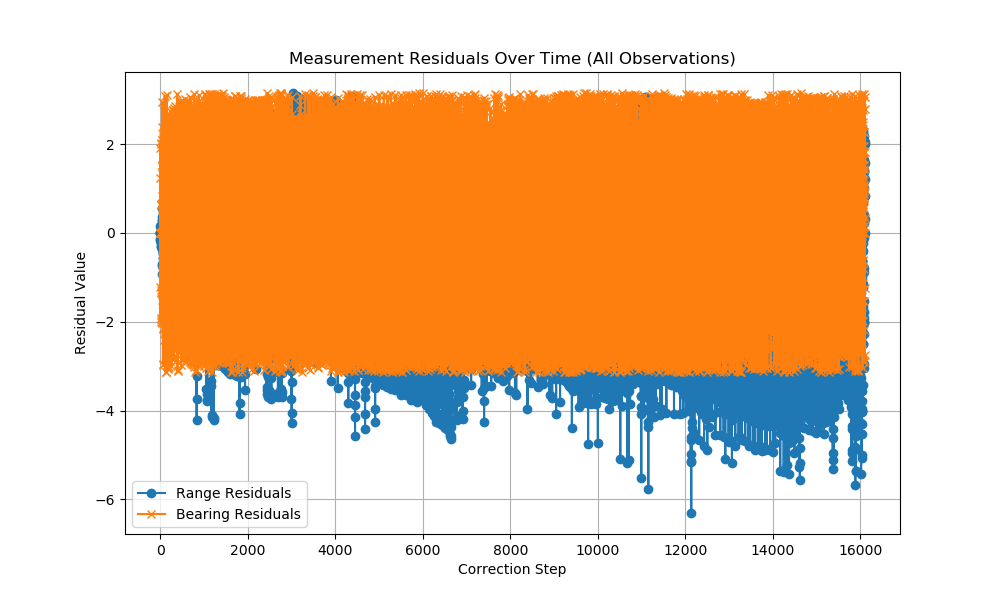 Measurement Residuals Over Time (All Observations)
Residual Value
2
0
−2
−4
−6
Range Residuals
Bearing Residuals
0 2000 4000 6000 8000 10000 12000 14000 16000
Correction Step